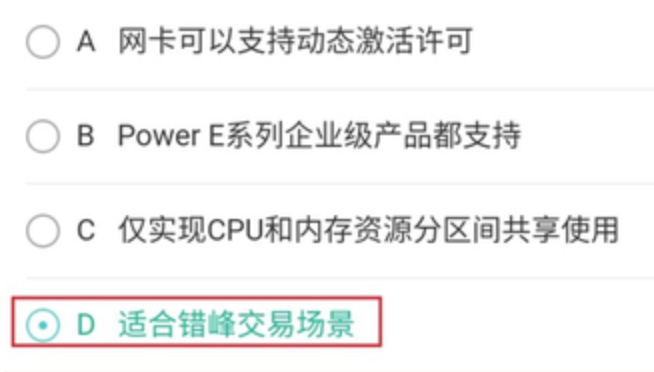 A 网卡可以支持动态激活许可
B Power E系列企业级产品都支持
C 仅实现CPU和内存资源分区间共享使用
D 适合错峰交易场景